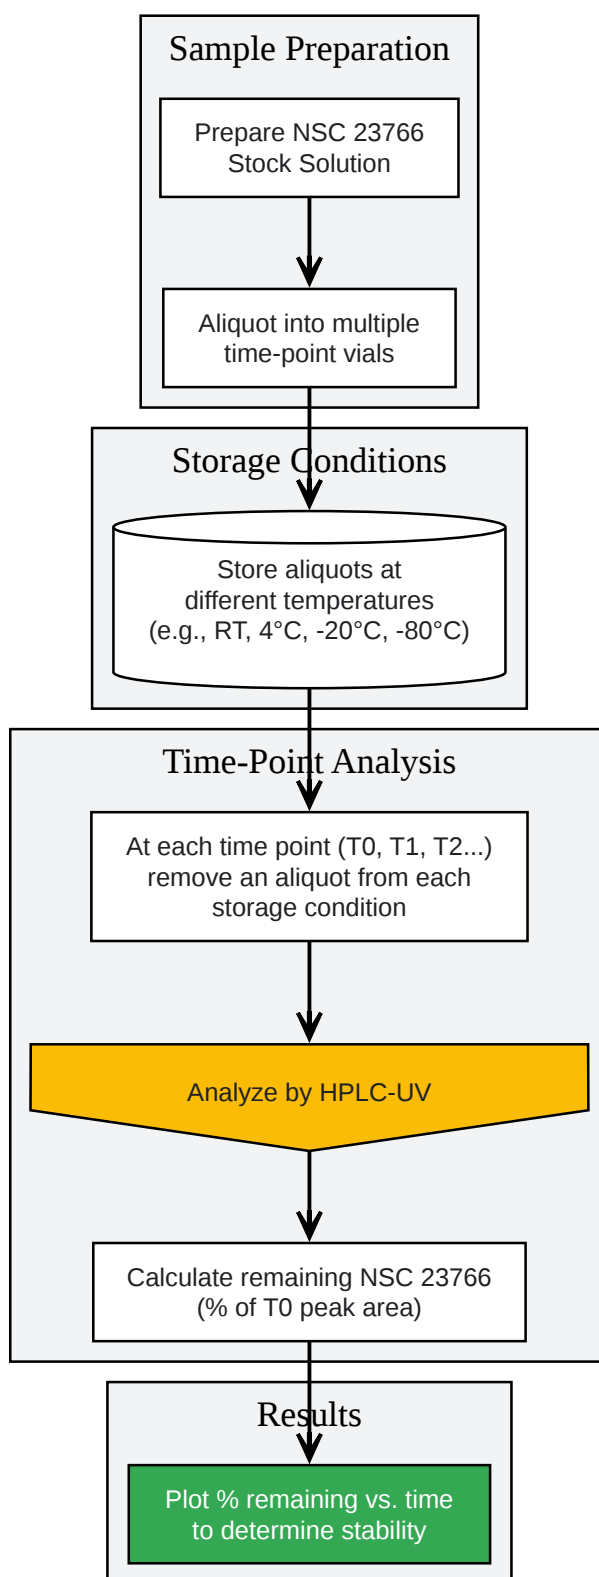 Sample Preparation
Prepare NSC 23766
Stock Solution
Aliquot into multiple
time-point vials
Storage Conditions
Store aliquots at
different temperatures
(e.g., RT, 4°C, -20°C, -80°C)
Time-Point Analysis
At each time point (T0, T1, T2...)
remove an aliquot from each
storage condition
Analyze by HPLC-UV
Calculate remaining NSC 23766
(% of T0 peak area)
Results
Plot % remaining vs. time
to determine stability